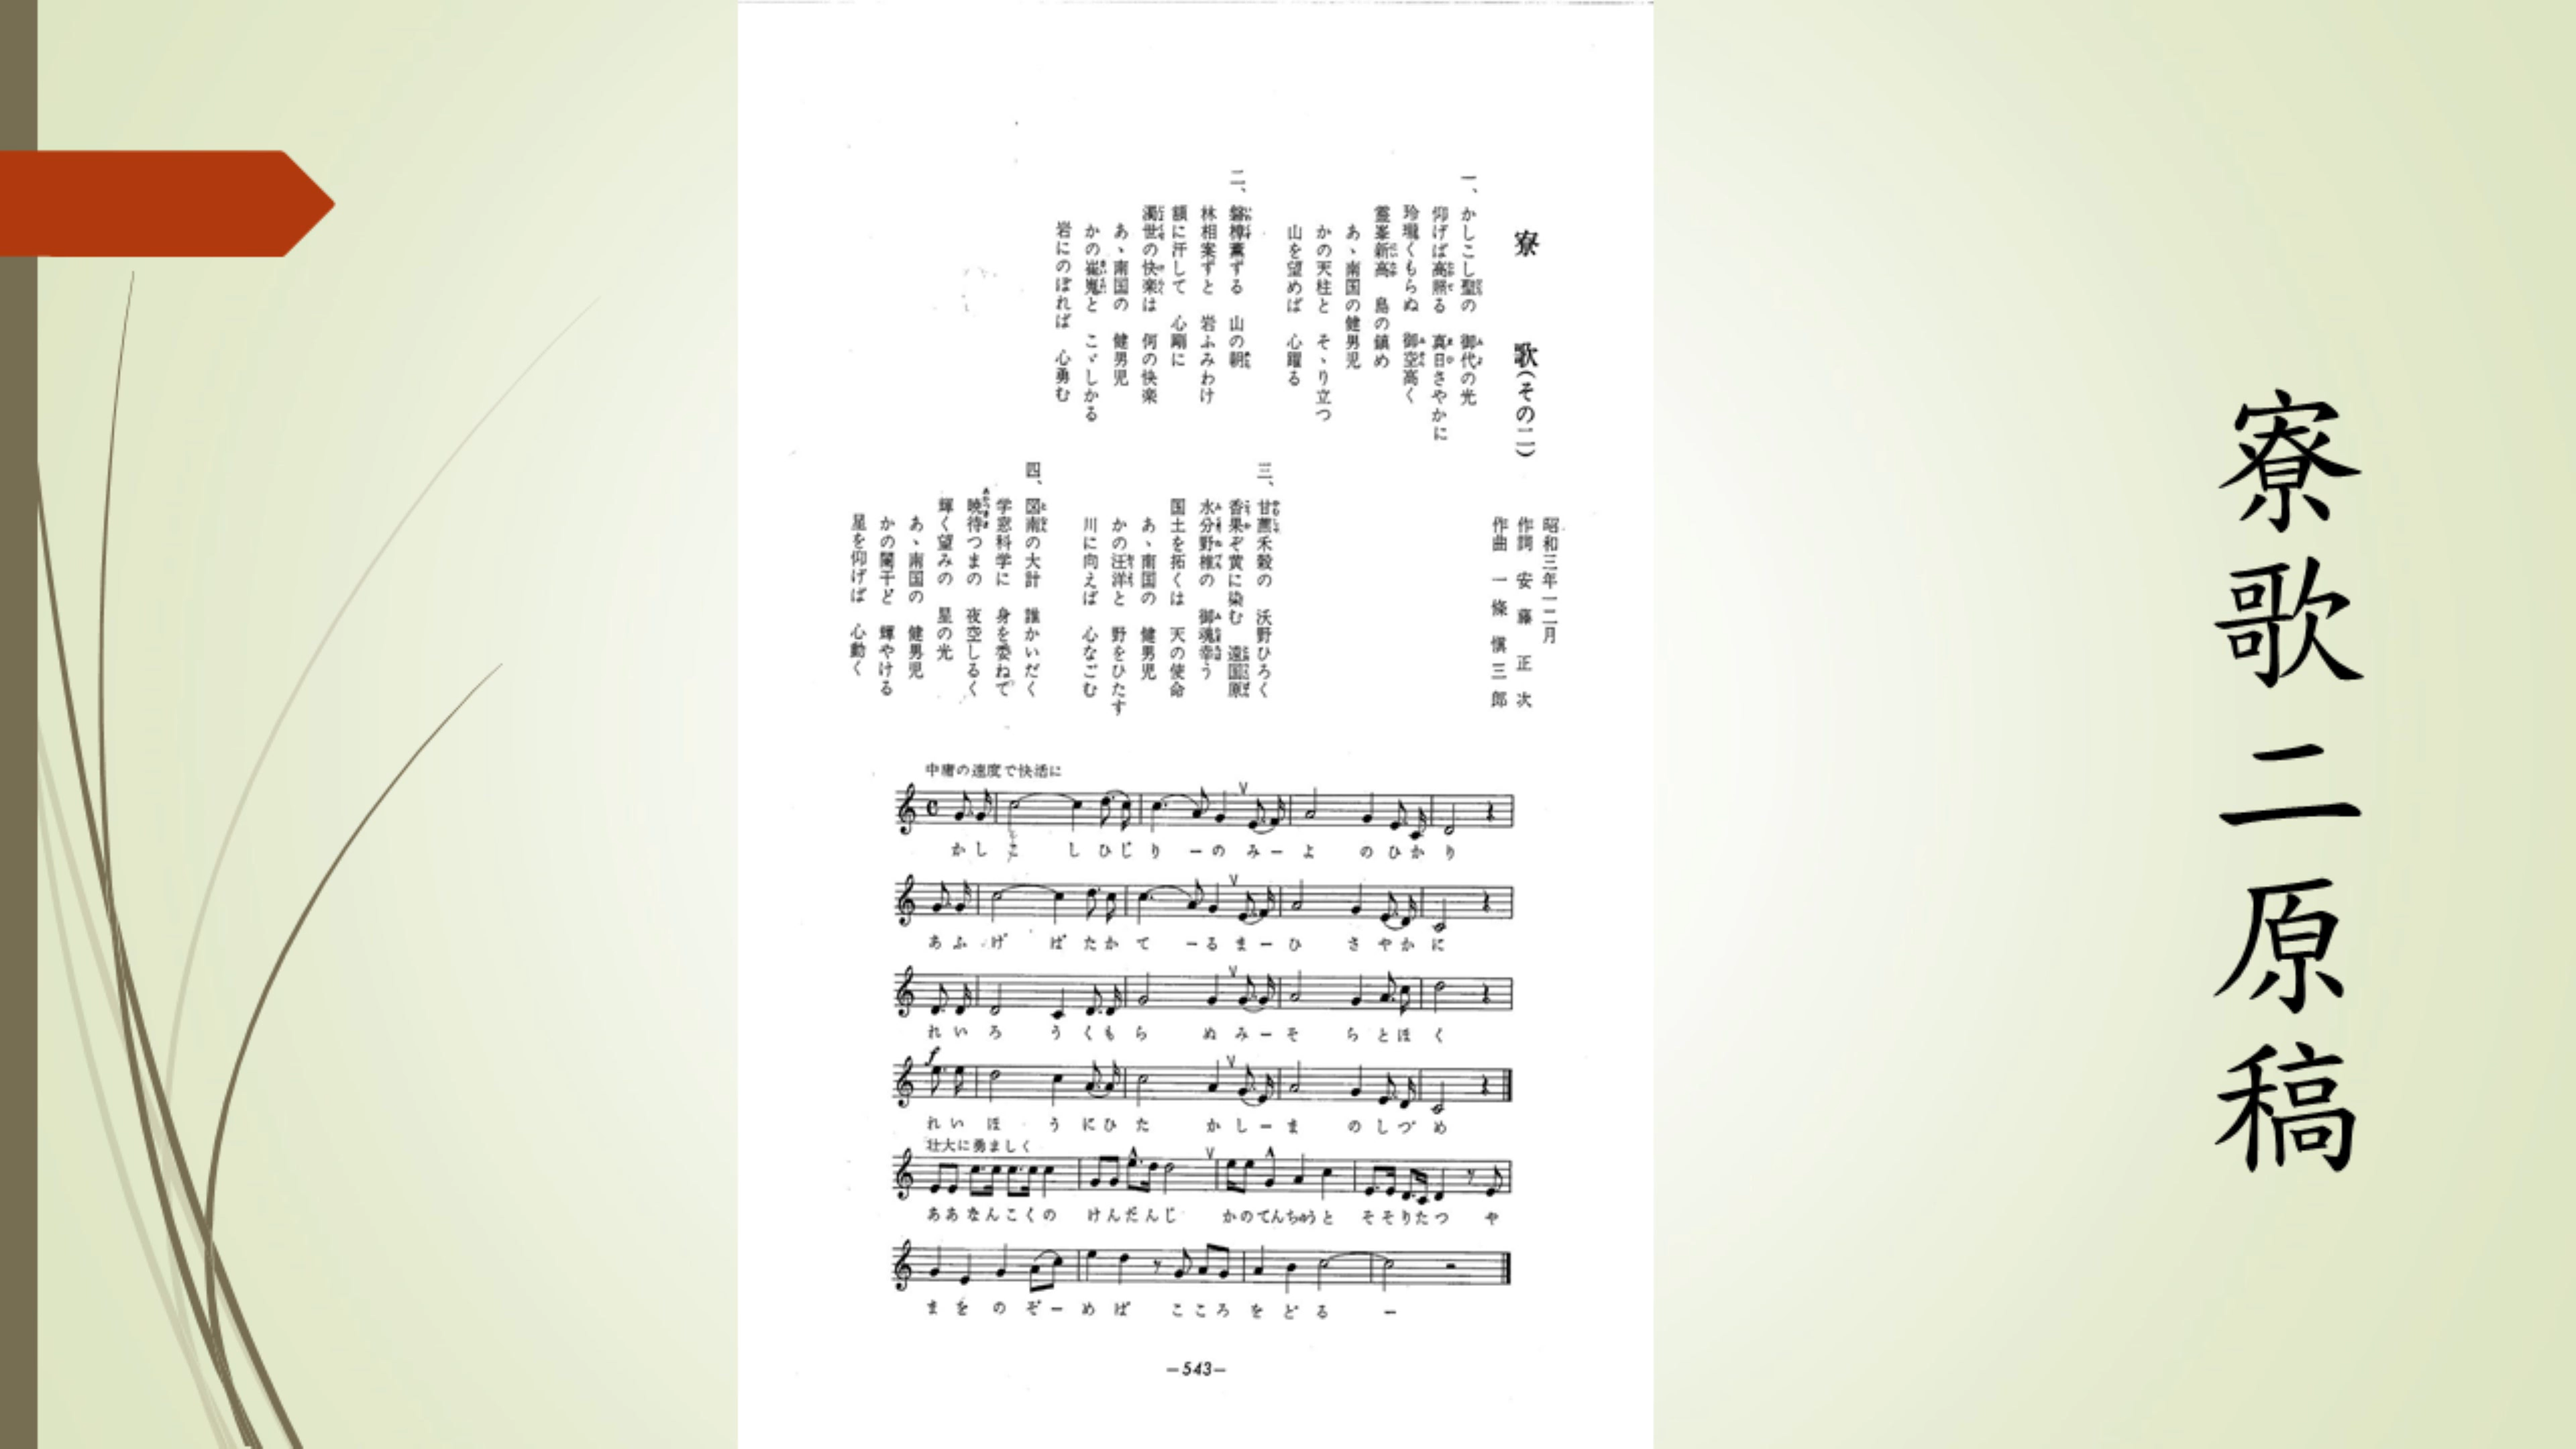 寮歌二原稿
寮歌(その二)
昭和三年一二月
作詞 安藤正次
作曲 一條愼三郎
一、かしこし聖の 御代の光
仰げば高照る 真日さやかに
玲瓏くもらぬ 御空高く
霊峯新高 島の鎮め
あゝ南国の健男児
かの天柱と そゝり立つ
山を望めば 心躍る
二、樟薫ずる 山の朝
林相案ずと 岩ふみわけ
額に汗して 心剛に
濁世の快楽は 何の快楽
あゝ南国の 健男児
かの崔嵬と こゞしかる
岩にのぼれば 心勇む
三、甘蔗禾穀の 沃野ひろく
香果ぞ黄に染む 遠国原
水分野椎の 御魂幸う
国土を拓くは 天の使命
あゝ南国の 健男児
かの汪洋と 野をひたす
川に向えば 心なごむ
四、図南の大計 誰かいだく
学窓科学に 身を委ねて
暁待つまの 夜空しるく
輝く望みの 星の光
あゝ南国の 健男児
かの闌干と 輝やける
星を仰げば 心動く
中庸の速度で快活に
かしこ しひじり ーの みーよ のひかり
あふげ ばたかて ーるまーひ さやかに
れいろ うくもら ぬみーそ らとほく
f
れいほ うにひた かしーま のしづめ
壮大に勇ましく
ああなんこくの けんだんじ かのてんちゅうと そそりたつ や
まをのぞーめば こころをどる ー
―543―